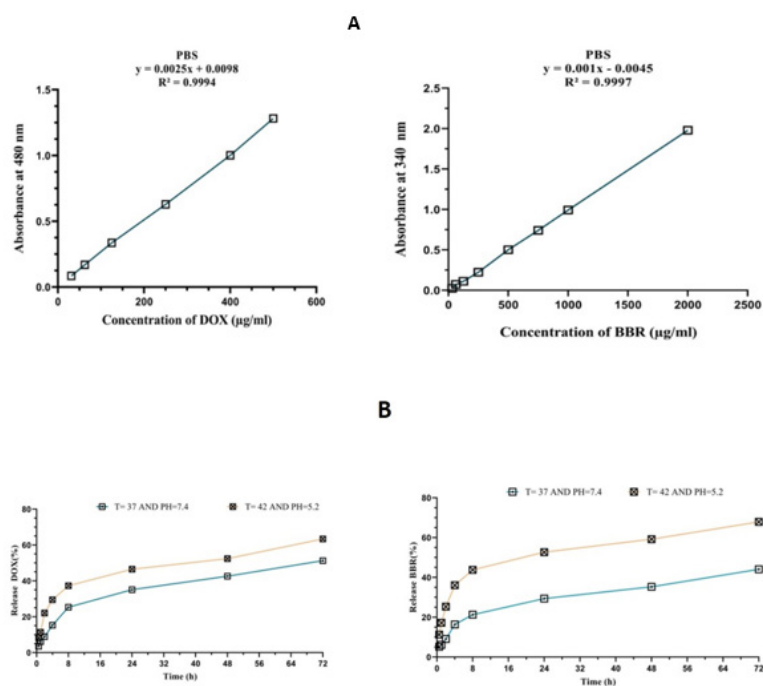 A
PBS
y = 0.0025x + 0.0098
R² = 0.9994
Absorbance at 480 nm
1.5
1.0
0.5
0.0
0 200 400 600
Concentration of DOX (µg/ml)
PBS
y = 0.001x - 0.0045
R² = 0.9997
Absorbance at 340 nm
2.5
2.0
1.5
1.0
0.5
0.0
0 500 1000 1500 2000 2500
Concentration of BBR (µg/ml)
B
T= 37 AND PH=7.4 T= 42 AND PH=5.2
Release DOX(%)
80
60
40
20
0
0 8 16 24 32 40 48 56 64 72
Time (h)
T= 37 AND PH=7.4 T= 42 AND PH=5.2
Release BBR(%)
80
60
40
20
0
0 8 16 24 32 40 48 56 64 72
Time (h)